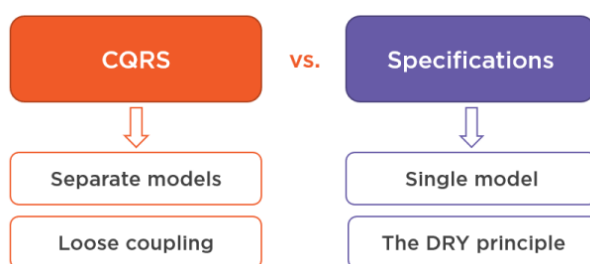 CQRS
vs.
Specifications
Separate models
Single model
Loose coupling
The DRY principle